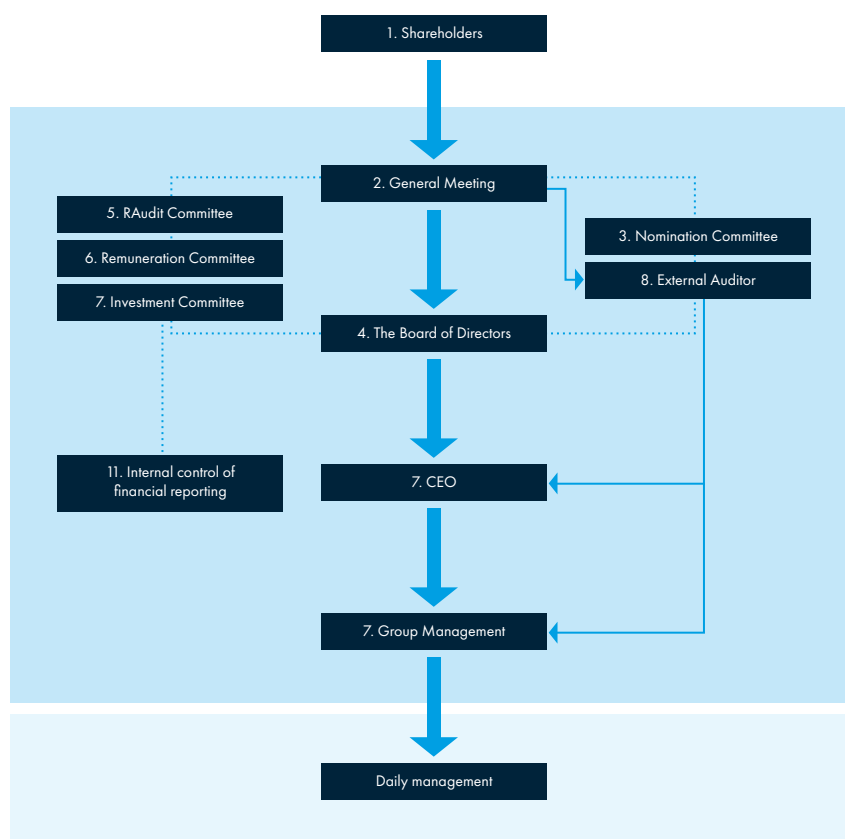 1. Shareholders
2. General Meeting
5. RAudit Committee
6. Remuneration Committee
7. Investment Committee
3. Nomination Committee
8. External Auditor
4. The Board of Directors
11. Internal control of
financial reporting
7. CEO
7. Group Management
Daily management